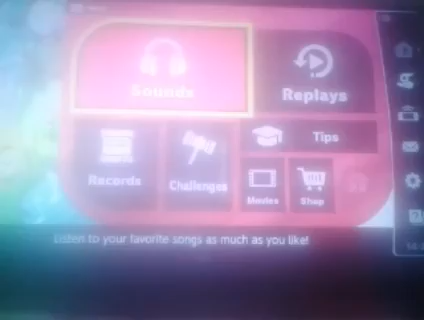 Sounds
Replays
Tips
Records
Challenges
Movies
Shop
Listen to your favorite songs as much as you like!